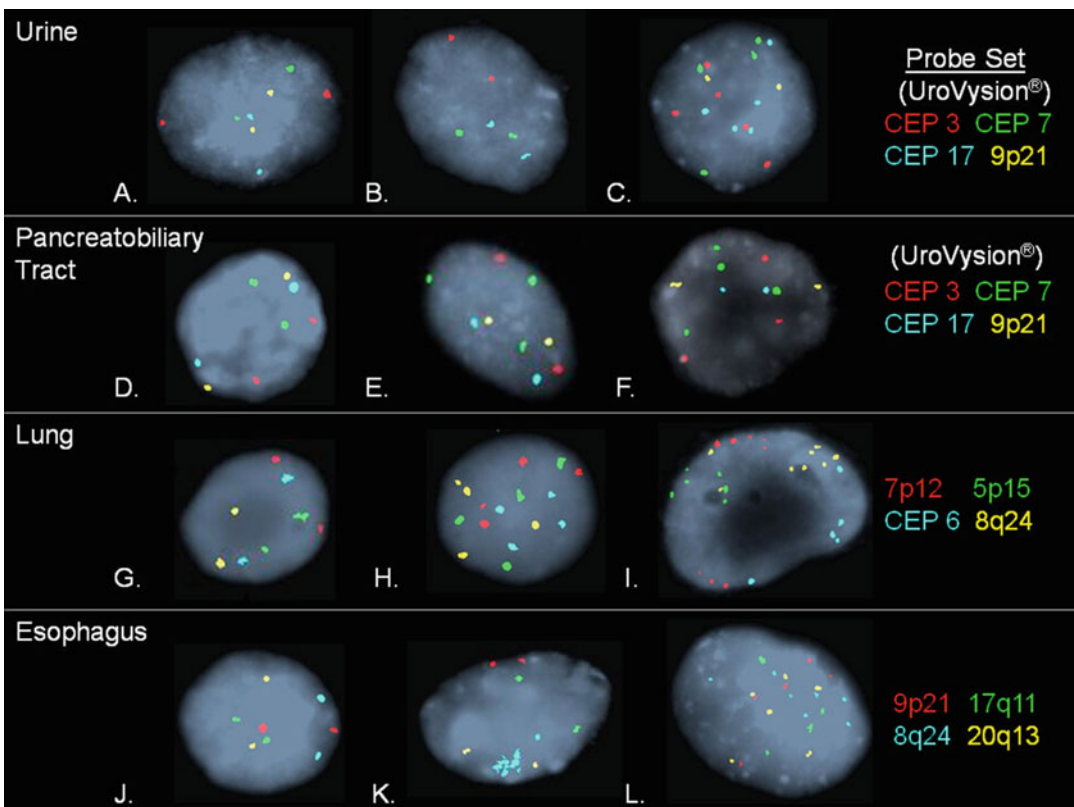 Urine
A.
B.
C.
Probe Set
(UroVysion®)
CEP 3 CEP 7
CEP 17 9p21
Pancreatobiliary
Tract
D.
E.
F.
(UroVysion®)
CEP 3 CEP 7
CEP 17 9p21
Lung
G.
H.
I.
7p12 5p15
CEP 6 8q24
Esophagus
J.
K.
L.
9p21 17q11
8q24 20q13